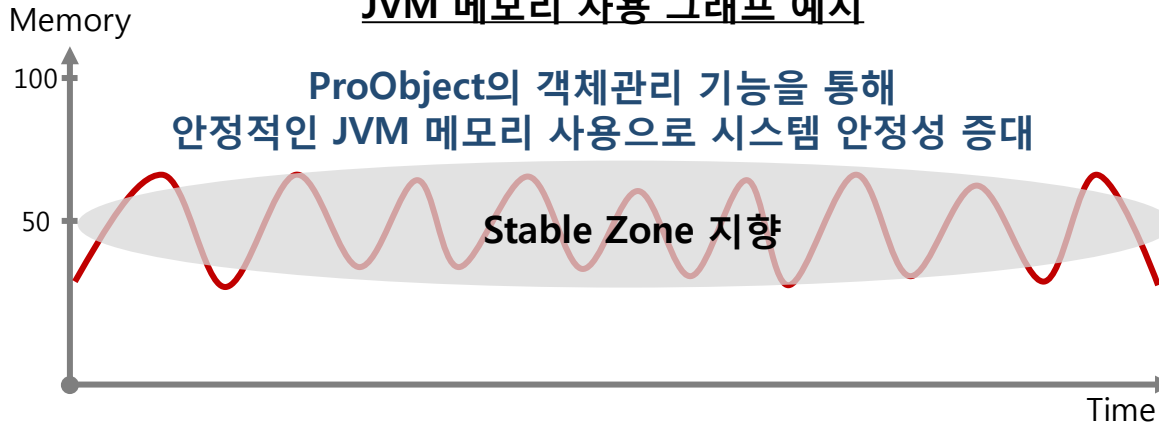 JVM 메모리 사용 그래프 예시
Memory
100
ProObject의 객체관리 기능을 통해
안정적인 JVM 메모리 사용으로 시스템 안정성 증대
50
Stable Zone 지향
Time